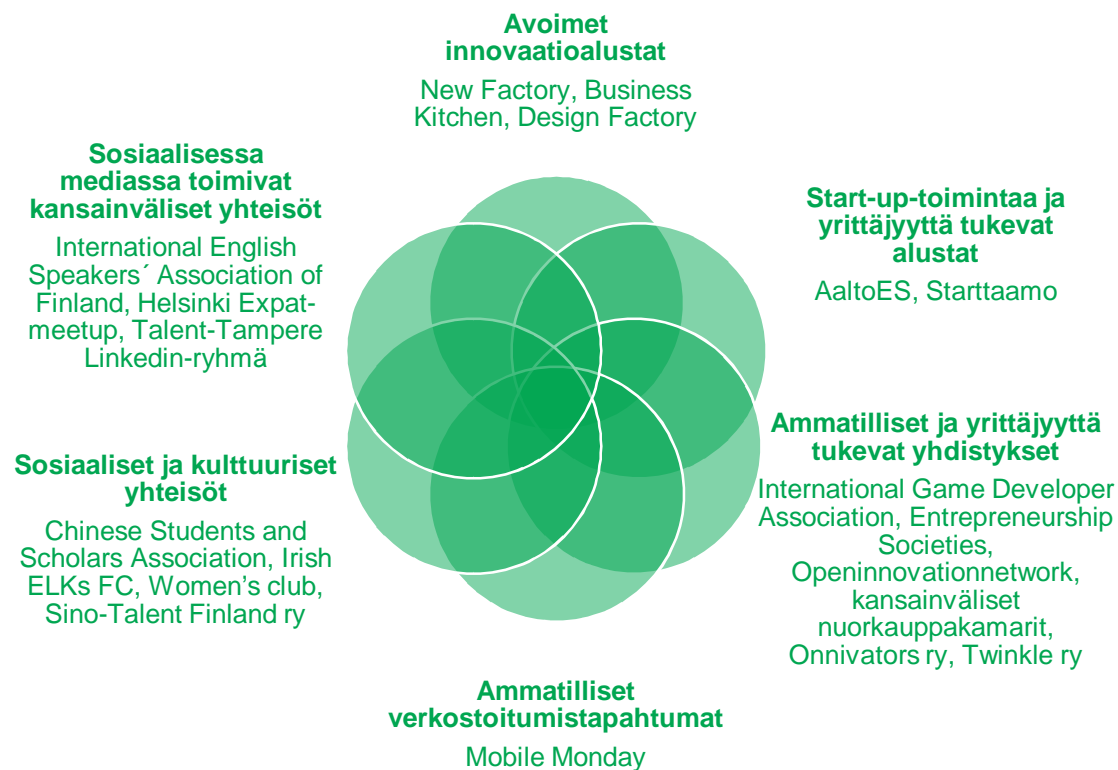 Avoimet
innovaatioalustat
New Factory, Business
Kitchen, Design Factory
Sosiaalisessa
mediassa toimivat
kansainväliset yhteisöt
International English
Speakers´ Association of
Finland, Helsinki Expat-
meetup, Talent-Tampere
Linkedin-ryhmä
Start-up-toimintaa ja
yrittäjyyttä tukevat
alustat
AaltoES, Starttaamo
Sosiaaliset ja kulttuuriset
yhteisöt
Chinese Students and
Scholars Association, Irish
ELKs FC, Women’s club,
Sino-Talent Finland ry
Ammatilliset ja yrittäjyyttä
tukevat yhdistykset
International Game Developer
Association, Entrepreneurship
Societies,
Openinnovationnetwork,
kansainväliset
nuorkauppakamarit,
Onnivators ry, Twinkle ry
Ammatilliset
verkostoitumistapahtumat
Mobile Monday